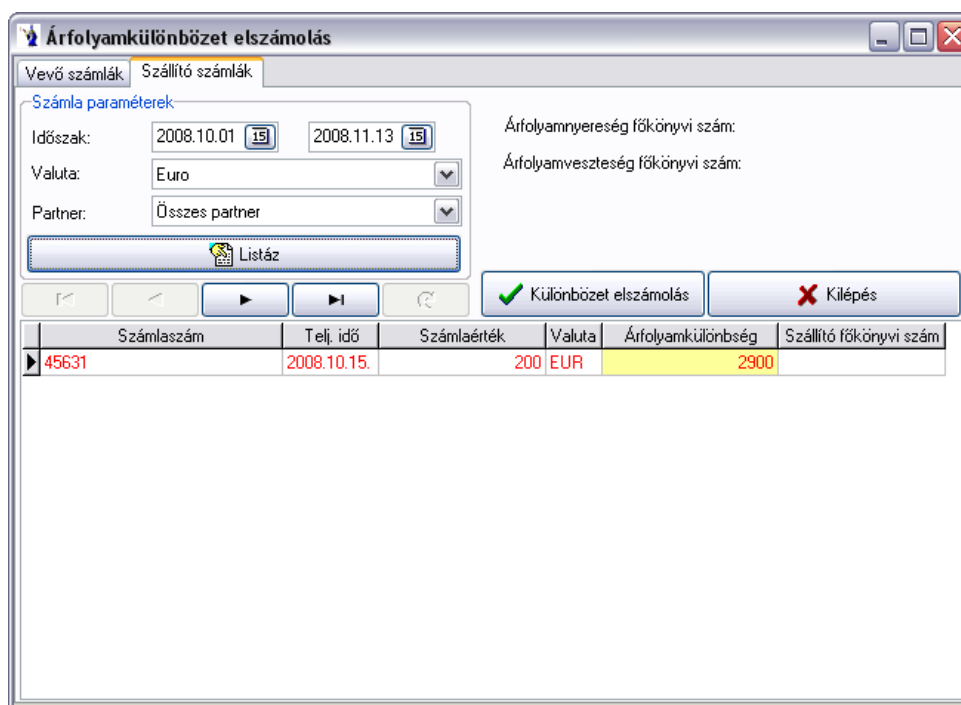 Árfolyamkülönbözet elszámolás
Vevő számlák Szállító számlák
Számla paraméterek
Időszak: 2008.10.01 15 2008.11.13 15
Árfolyamnyereség főkönyvi szám:
Valuta: Euro
Árfolyamveszteség főkönyvi szám:
Partner: Összes partner
Listáz
Különbözet elszámolás Kilépés
Számlaszám Telj. idő Számlaérték Valuta Árfolyamkülönbség Szállító főkönyvi szám
45631 2008.10.15. 200 EUR 2900